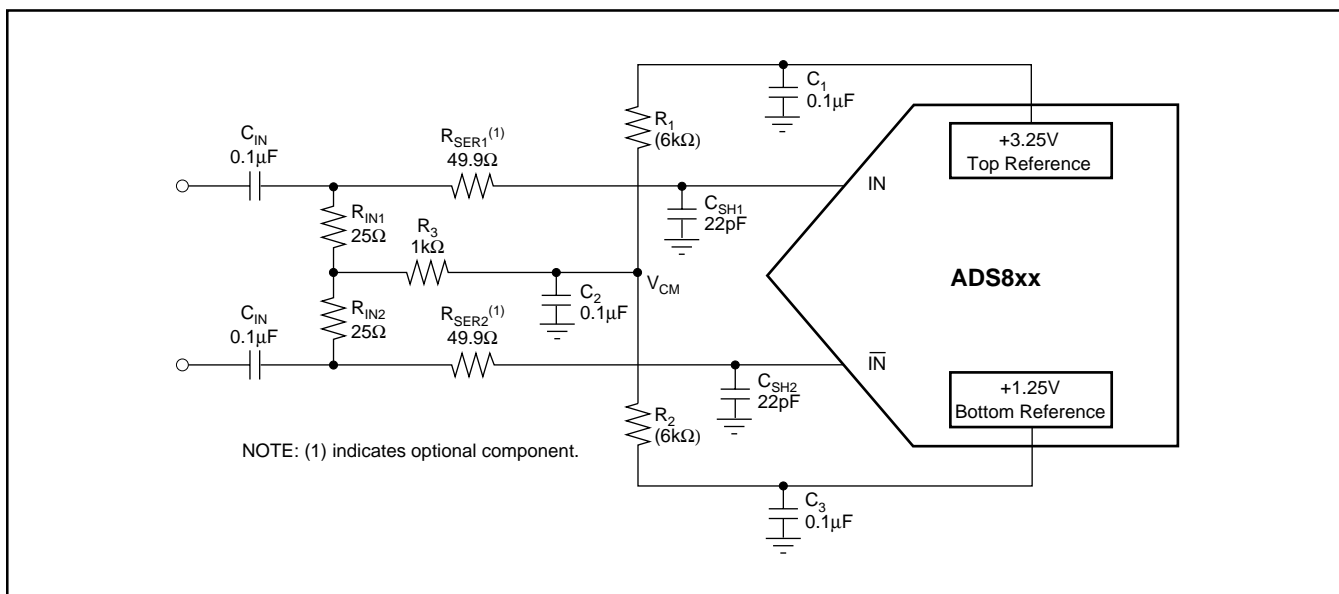 C1
0.1µF
R1
(6kΩ)
+3.25V
Top Reference
CIN
0.1µF
RSER1(1)
49.9Ω
IN
CSH1
22pF
RIN1
25Ω
R3
1kΩ
VCM
ADS8xx
C2
0.1µF
CIN
0.1µF
RIN2
25Ω
RSER2(1)
49.9Ω
IN
CSH2
22pF
+1.25V
Bottom Reference
R2
(6kΩ)
NOTE: (1) indicates optional component.
C3
0.1µF